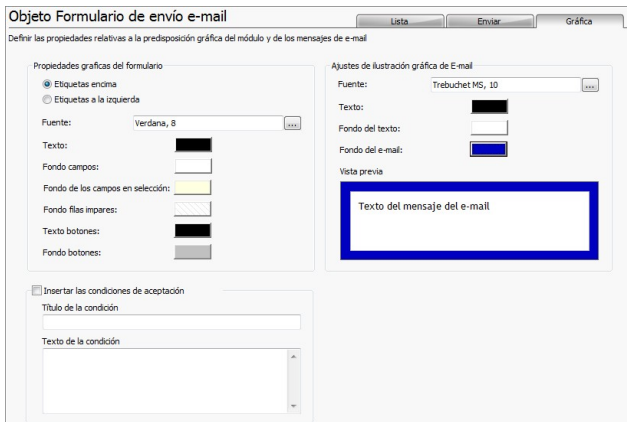 Objeto Formulario de envío e-mail
Lista
Enviar
Gráfica
Definir las propiedades relativas a la predisposición gráfica del módulo y de los mensajes de e-mail
Propiedades graficas del formulario
Etiquetas encima
Etiquetas a la izquierda
Fuente: Verdana, 8 ...
Texto:
Fondo campos:
Fondo de los campos en selección:
Fondo filas impares:
Texto botones:
Fondo botones:
Ajustes de ilustración gráfica de E-mail
Fuente: Trebuchet MS, 10 ...
Texto:
Fondo del texto:
Fondo del e-mail:
Vista previa
Texto del mensaje del e-mail
Insertar las condiciones de aceptación
Título de la condición
Texto de la condición